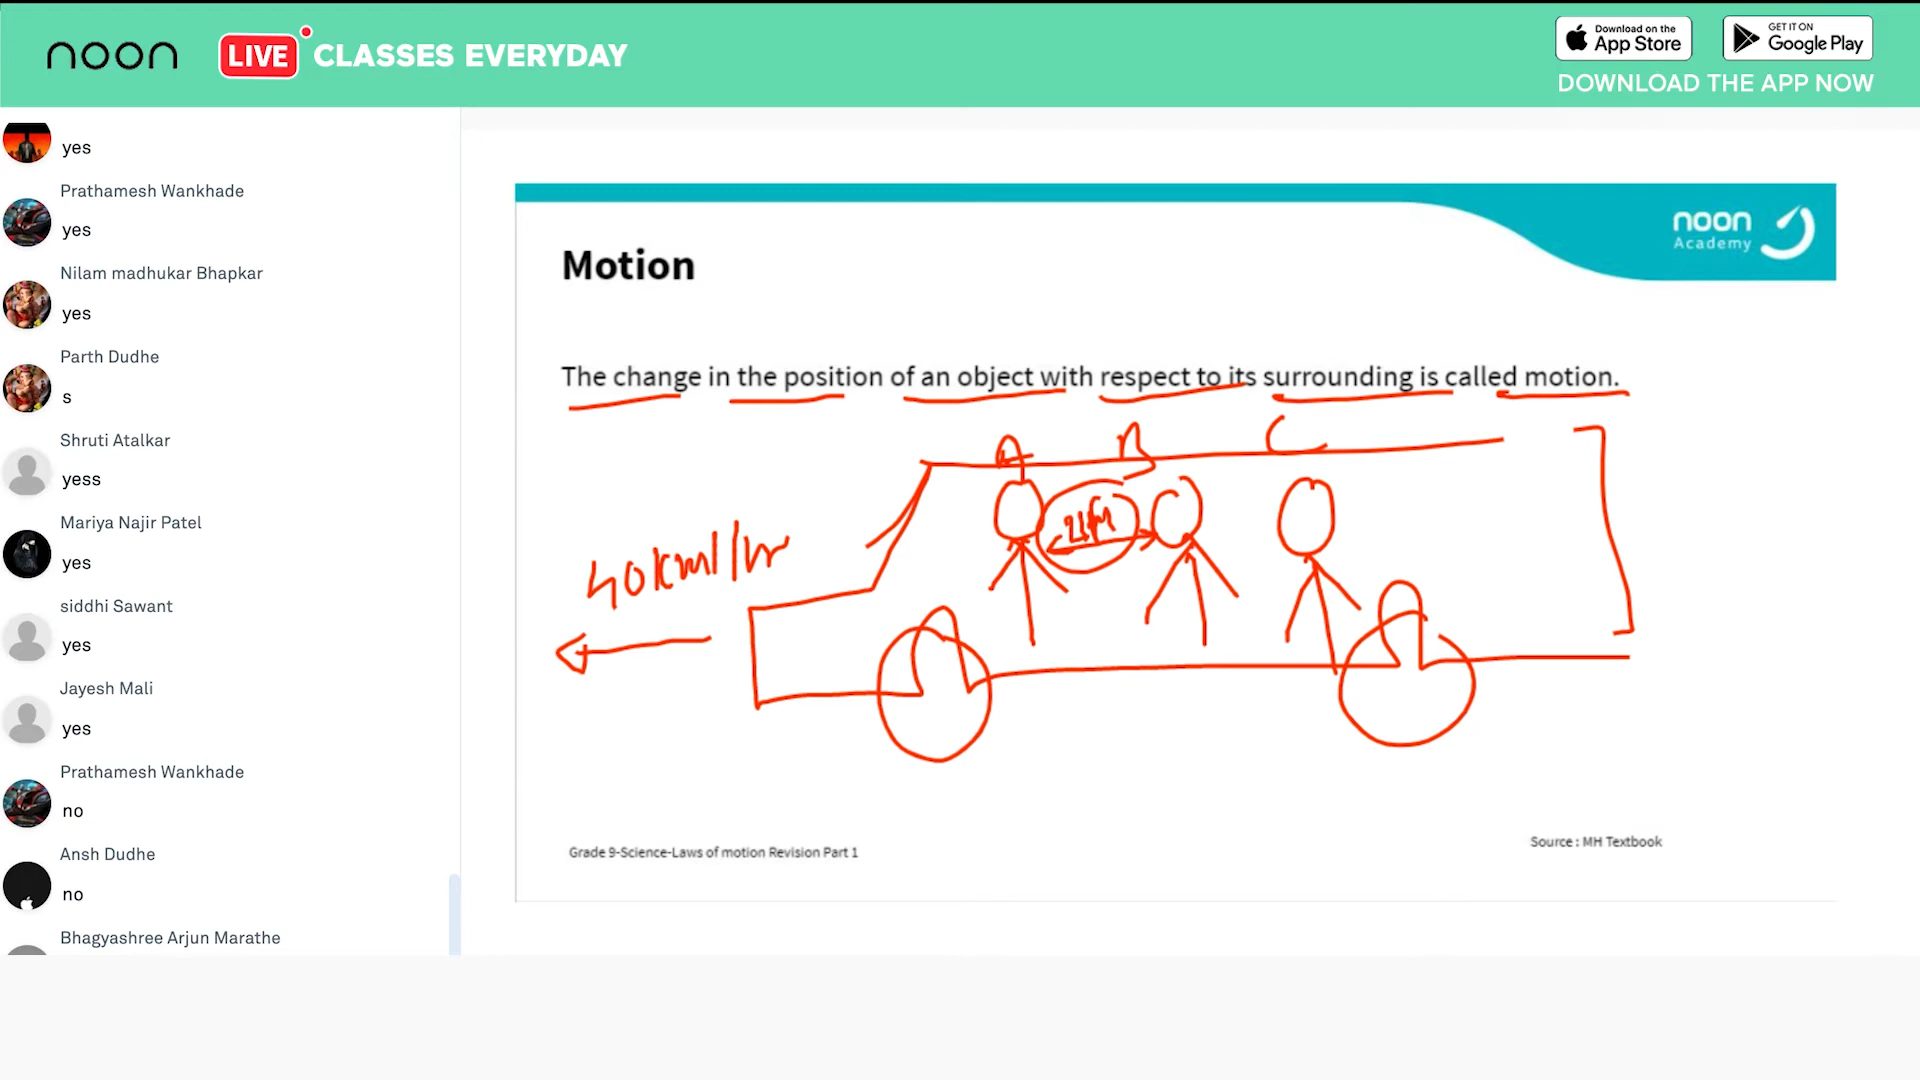 noon
LIVE CLASSES EVERYDAY
Download on the
App Store
GET IT ON
Google Play
DOWNLOAD THE APP NOW
yes
Prathamesh Wankhade
yes
Nilam madhukar Bhapkar
yes
Parth Dudhe
s
Shruti Atalkar
yess
Mariya Najir Patel
yes
siddhi Sawant
yes
Jayesh Mali
yes
Prathamesh Wankhade
no
Ansh Dudhe
no
Bhagyashree Arjun Marathe
noon
Academy
Motion
The change in the position of an object with respect to its surrounding is called motion.
A B C
40km/hr
Grade 9-Science-Laws of motion Revision Part 1
Source : MH Textbook